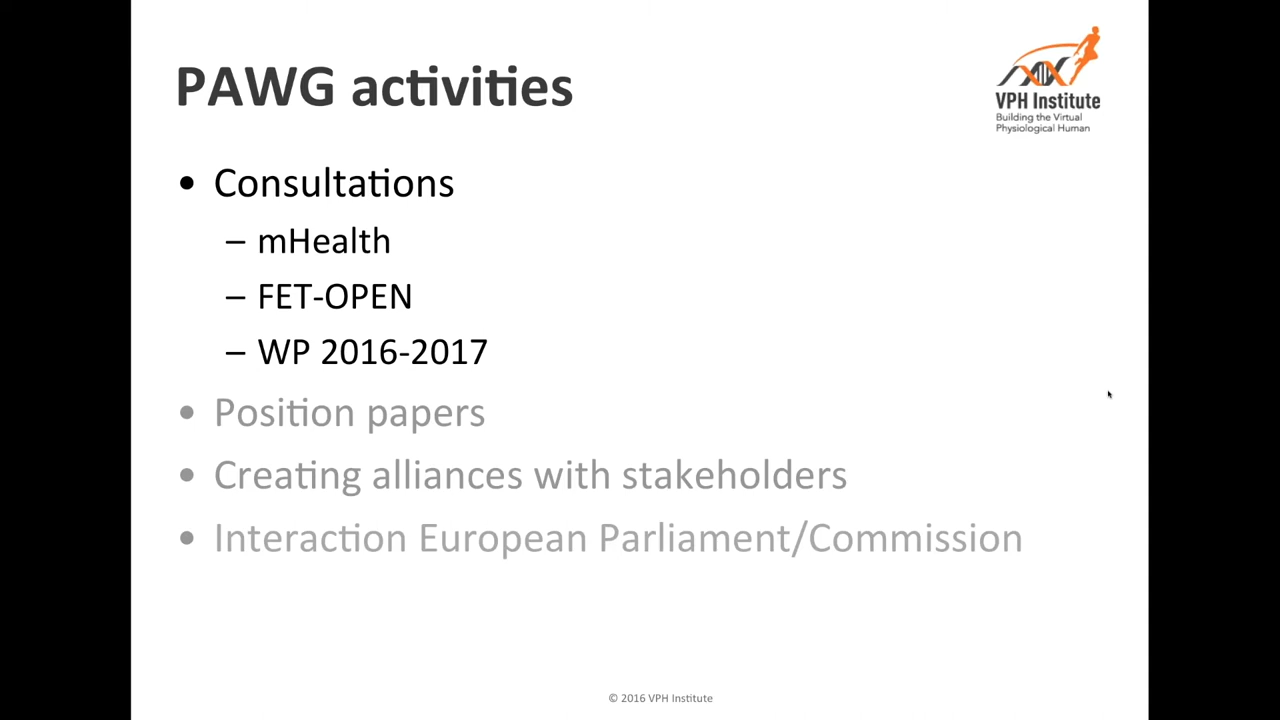 PAWG activities
VPH Institute
Building the Virtual
Physiological Human
• Consultations
– mHealth
– FET-OPEN
– WP 2016-2017
• Position papers
• Creating alliances with stakeholders
• Interaction European Parliament/Commission
© 2016 VPH Institute